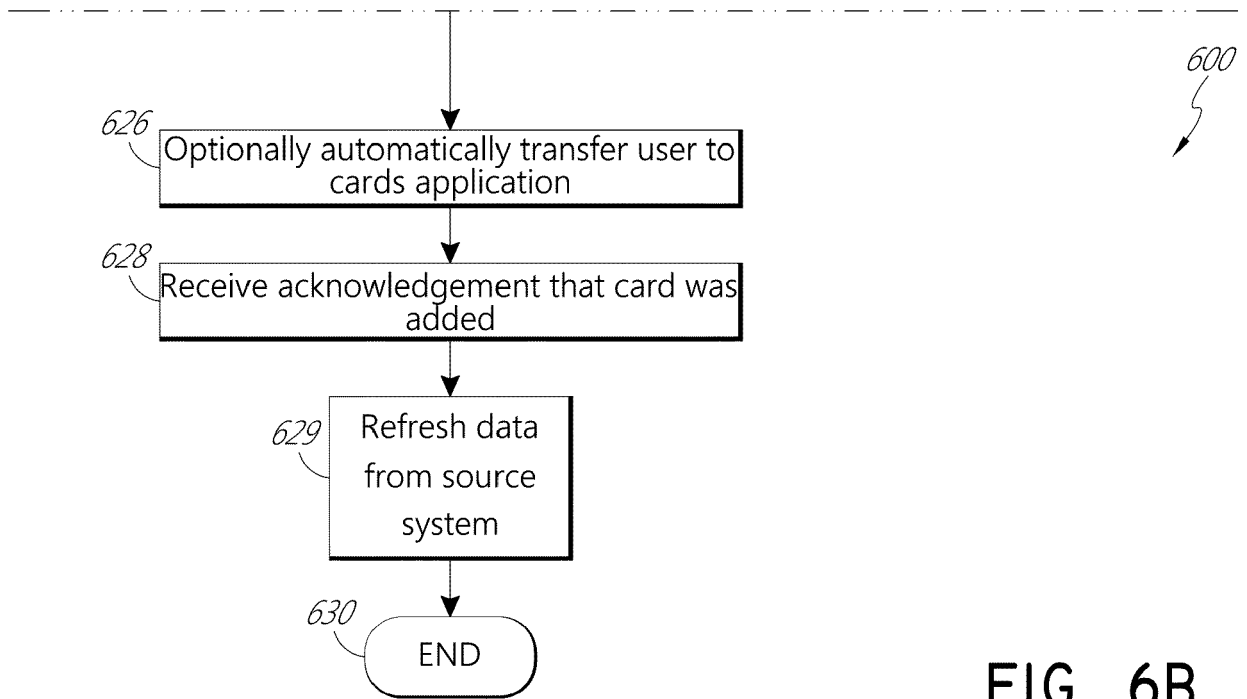 600
626
Optionally automatically transfer user to
cards application
628
Receive acknowledgement that card was
added
629
Refresh data
from source
system
630
END
FIG. 6B